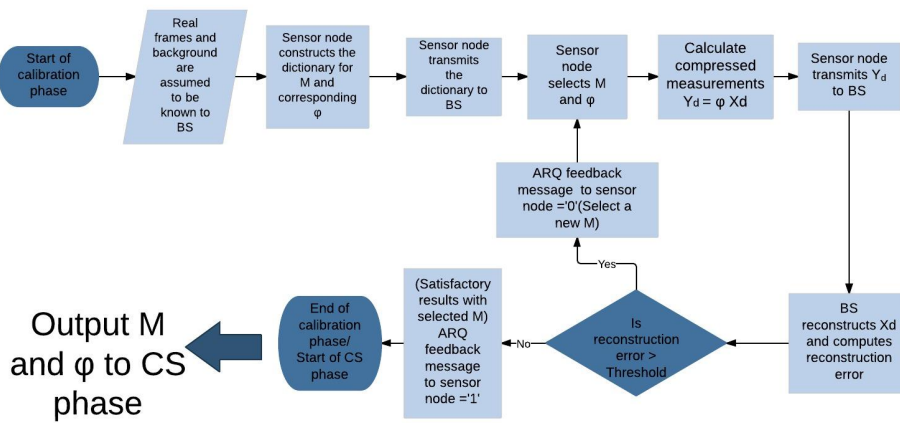 Start of
calibration
phase
Real
frames and
background
are
assumed
to be
known to
BS
Sensor node
constructs the
dictionary for
M and
corresponding
φ
Sensor node
transmits
the
dictionary to
BS
Sensor
node
selects M
and φ
Calculate
compressed
measurements
Yd = φ Xd
Sensor node
transmits Yd
to BS
ARQ feedback
message to sensor
node ='0'(Select a
new M)
Yes
BS
reconstructs Xd
and computes
reconstruction
error
Is
reconstruction
error >
Threshold
No
(Satisfactory
results with
selected M)
ARQ
feedback
message
to sensor
node ='1'
End of
calibration
phase/
Start of CS
phase
Output M
and φ to CS
phase